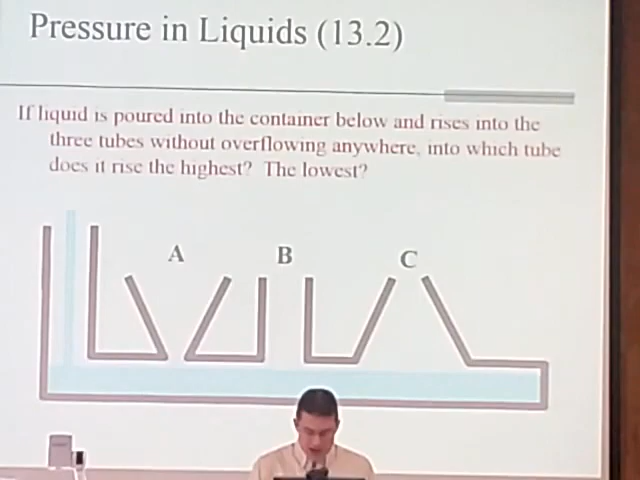 Pressure in Liquids (13.2)
If liquid is poured into the container below and rises into the
three tubes without overflowing anywhere, into which tube
does it rise the highest? The lowest?
A
B
C